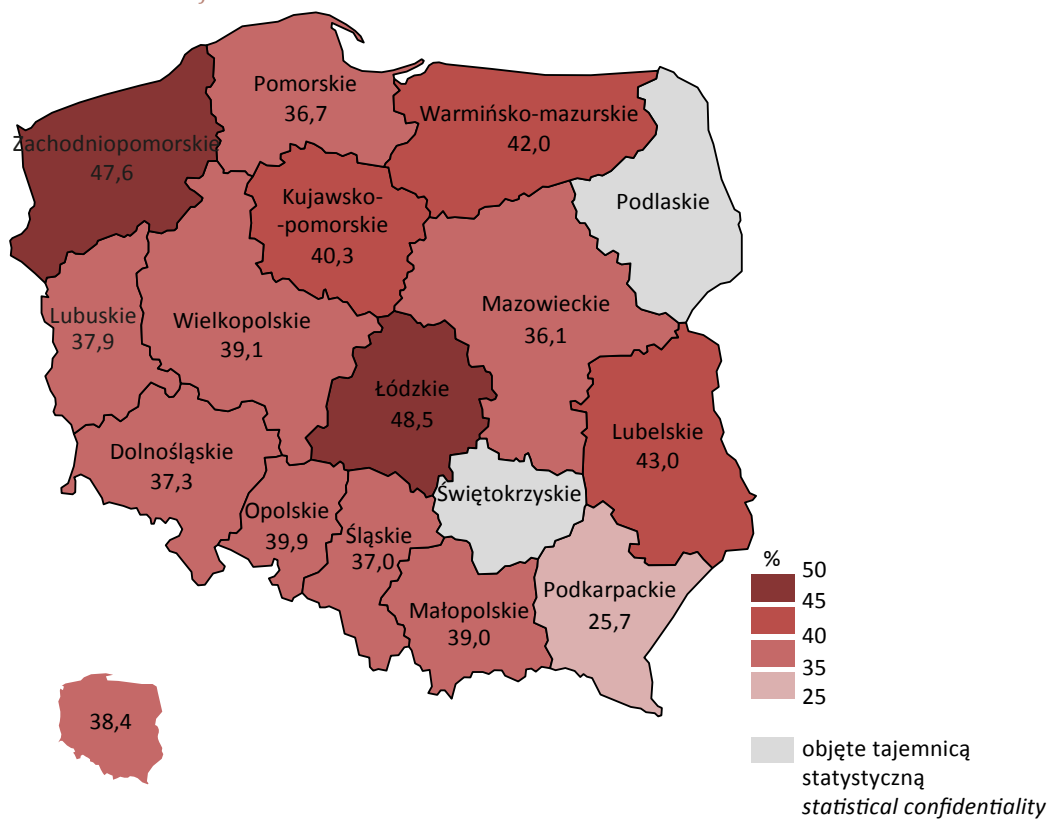 Pomorskie
36,7
Warmińsko-mazurskie
42,0
Zachodniopomorskie
47,6
Podlaskie
Kujawsko-
-pomorskie
40,3
Mazowieckie
36,1
Lubuskie
37,9
Wielkopolskie
39,1
Łódzkie
48,5
Lubelskie
43,0
Dolnośląskie
37,3
Świętokrzyskie
Opolskie
39,9
Śląskie
37,0
Podkarpackie
25,7
Małopolskie
39,0
38,4
%
50
45
40
35
25
objęte tajemnicą
statystyczną
statistical confidentiality